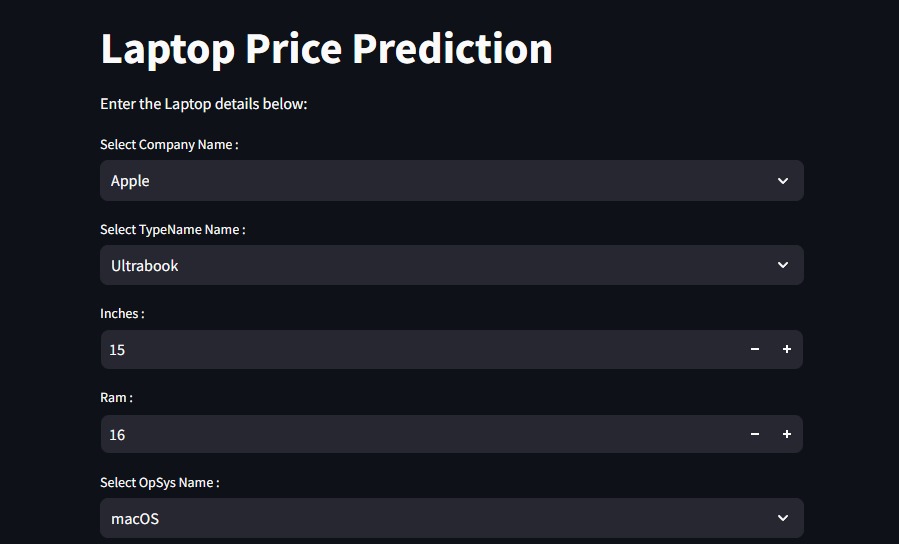 Laptop Price Prediction
Enter the Laptop details below:
Select Company Name :
Apple
Select TypeName Name :
Ultrabook
Inches :
15
Ram :
16
Select OpSys Name :
macOS